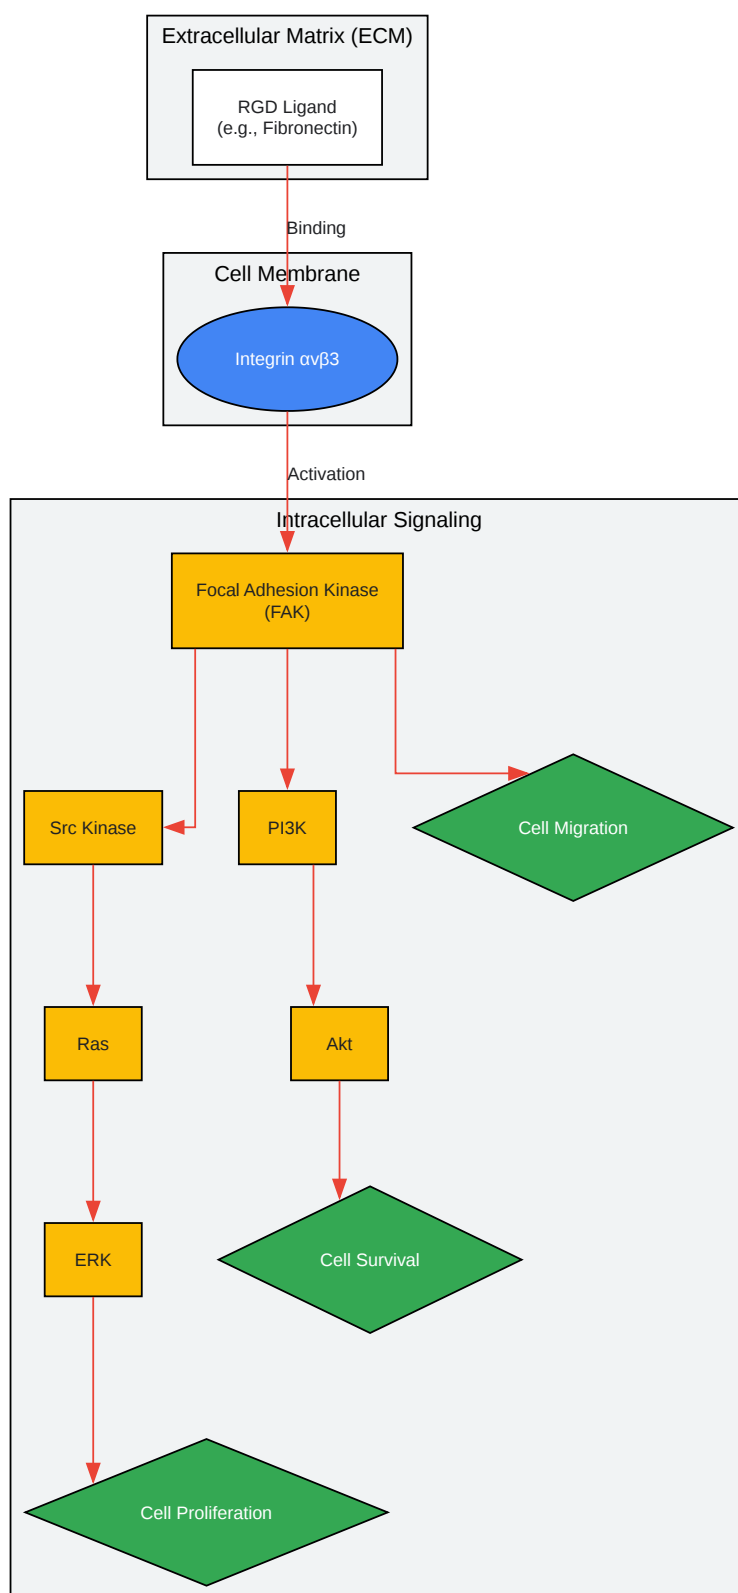 Extracellular Matrix (ECM)
RGD Ligand
(e.g., Fibronectin)
Binding
Cell Membrane
Integrin αvβ3
Activation
Intracellular Signaling
Focal Adhesion Kinase
(FAK)
Src Kinase
PI3K
Cell Migration
Ras
Akt
ERK
Cell Survival
Cell Proliferation